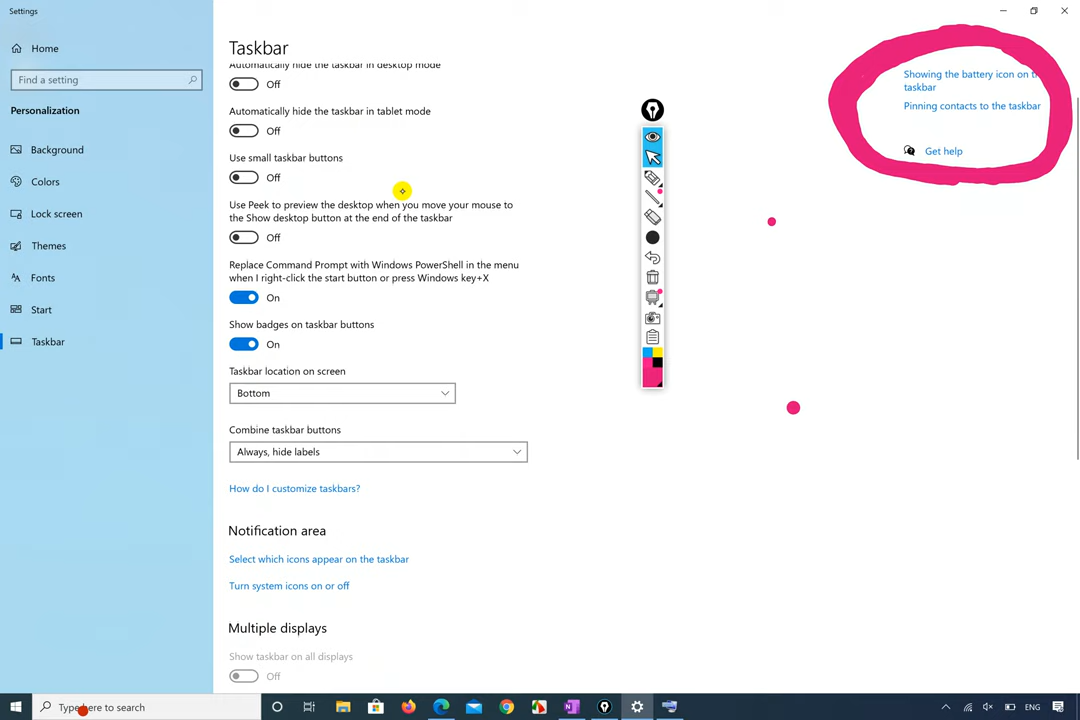 Settings
Home
Find a setting
Personalization
Background
Colors
Lock screen
Themes
Fonts
Start
Taskbar
Taskbar
Automatically hide the taskbar in desktop mode
Off
Automatically hide the taskbar in tablet mode
Off
Use small taskbar buttons
Off
Use Peek to preview the desktop when you move your mouse to
the Show desktop button at the end of the taskbar
Off
Replace Command Prompt with Windows PowerShell in the menu
when I right-click the start button or press Windows key+X
On
Show badges on taskbar buttons
On
Taskbar location on screen
Bottom
Combine taskbar buttons
Always, hide labels
How do I customize taskbars?
Notification area
Select which icons appear on the taskbar
Turn system icons on or off
Multiple displays
Show taskbar on all displays
Off
Showing the battery icon on
taskbar
Pinning contacts to the taskbar
Get help
Type here to search
ENG